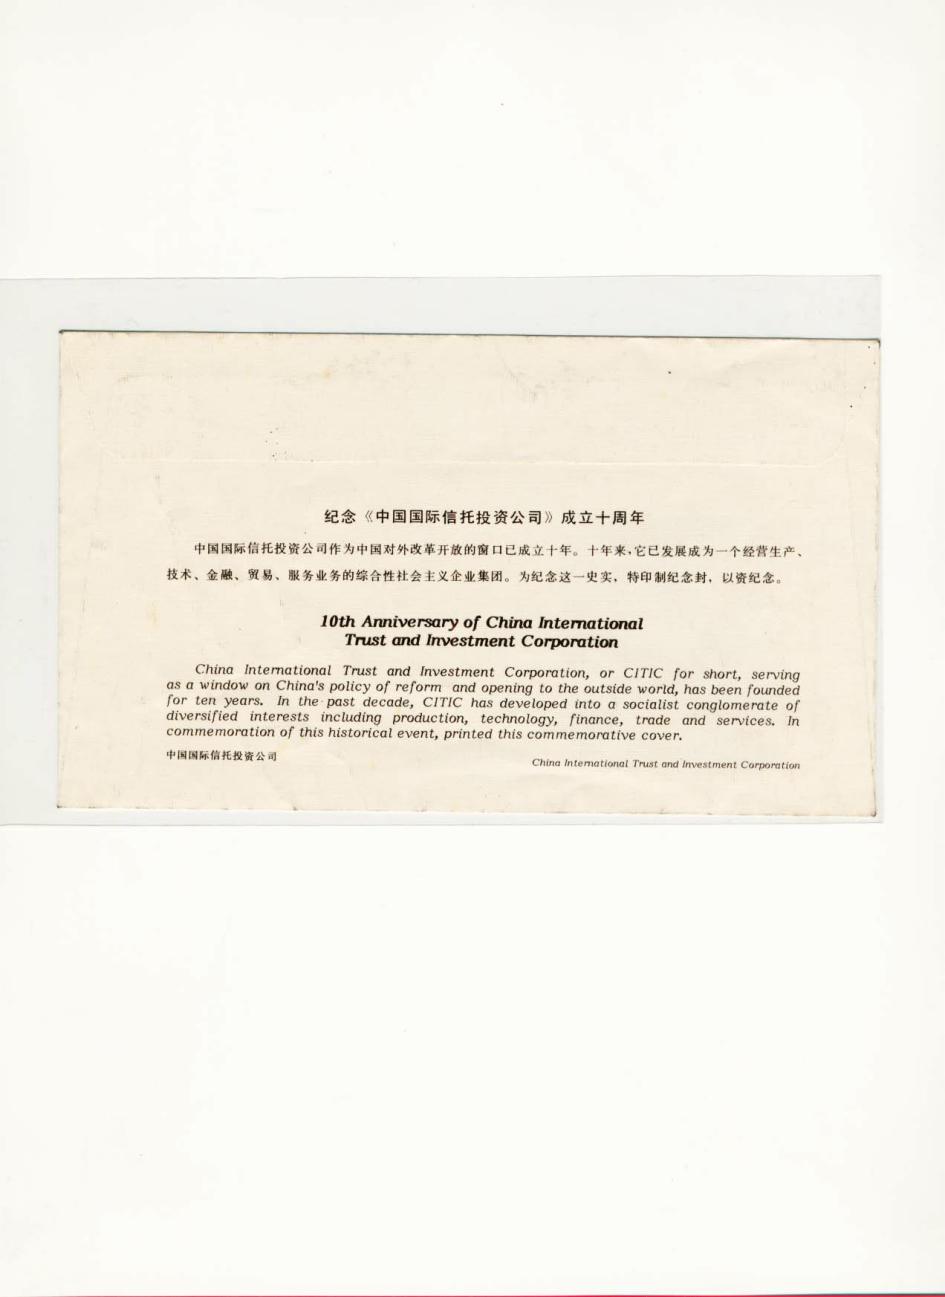 纪念《中国国际信托投资公司》成立十周年
中国国际信托投资公司作为中国对外改革开放的窗口已成立十年。十年来，它已发展成为一个经营生产、
技术、金融、贸易、服务业务的综合性社会主义企业集团。为纪念这一史实，特印制纪念封，以资纪念。
10th Anniversary of China International
Trust and Investment Corporation
China International Trust and Investment Corporation, or CITIC for short, serving
as a window on China's policy of reform and opening to the outside world, has been founded
for ten years. In the past decade, CITIC has developed into a socialist conglomerate of
diversified interests including production, technology, finance, trade and services. In
commemoration of this historical event, printed this commemorative cover.
中国国际信托投资公司
China International Trust and Investment Corporation